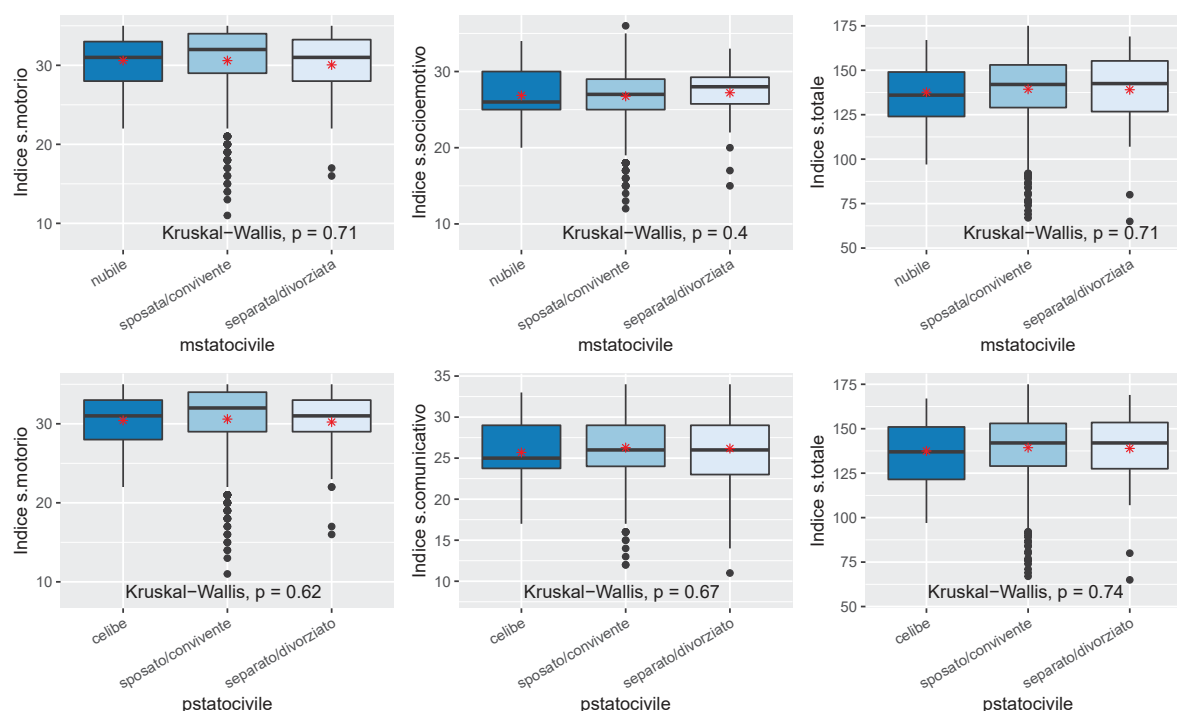 Indice s.motorio
30
20
10
Kruskal−Wallis, p = 0.71
nubile
sposata/convivente
separata/divorziata
mstatocivile
Indice s.socioemotivo
30
20
10
Kruskal−Wallis, p = 0.4
nubile
sposata/convivente
separata/divorziata
mstatocivile
Indice s.totale
175
150
125
100
75
50
Kruskal−Wallis, p = 0.71
nubile
sposata/convivente
separata/divorziata
mstatocivile
Indice s.motorio
30
20
10
Kruskal−Wallis, p = 0.62
celibe
sposato/convivente
separato/divorziato
pstatocivile
Indice s.comunicativo
35
30
25
20
15
10
Kruskal−Wallis, p = 0.67
celibe
sposato/convivente
separato/divorziato
pstatocivile
Indice s.totale
175
150
125
100
75
50
Kruskal−Wallis, p = 0.74
celibe
sposato/convivente
separato/divorziato
pstatocivile